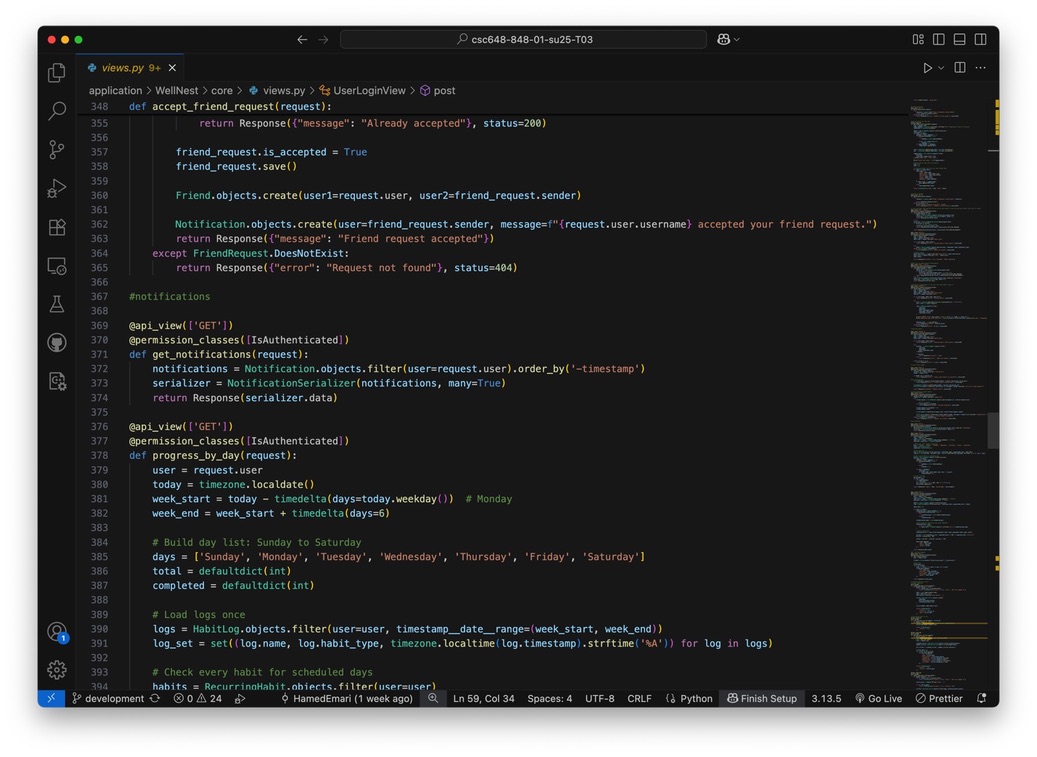 csc648-848-01-su25-T03
views.py 9+
application > WellNest > core > views.py > UserLoginView > post
348 def accept_friend_request(request):
355 return Response({"message": "Already accepted"}, status=200)
356
357 friend_request.is_accepted = True
358 friend_request.save()
359
360 Friend.objects.create(user1=request.user, user2=friend_request.sender)
361
362 Notification.objects.create(user=friend_request.sender, message=f"{request.user.username} accepted your friend request.")
363 return Response({"message": "Friend request accepted"})
364 except FriendRequest.DoesNotExist:
365 return Response({"error": "Request not found"}, status=404)
366
367 #notifications
368
369 @api_view(['GET'])
370 @permission_classes([IsAuthenticated])
371 def get_notifications(request):
372 notifications = Notification.objects.filter(user=request.user).order_by('-timestamp')
373 serializer = NotificationSerializer(notifications, many=True)
374 return Response(serializer.data)
375
376 @api_view(['GET'])
377 @permission_classes([IsAuthenticated])
378 def progress_by_day(request):
379 user = request.user
380 today = timezone.localdate()
381 week_start = today - timedelta(days=today.weekday()) # Monday
382 week_end = week_start + timedelta(days=6)
383
384 # Build day list: Sunday to Saturday
385 days = ['Sunday', 'Monday', 'Tuesday', 'Wednesday', 'Thursday', 'Friday', 'Saturday']
386 total = defaultdict(int)
387 completed = defaultdict(int)
388
389 # Load logs once
390 logs = HabitLog.objects.filter(user=user, timestamp__date__range=(week_start, week_end))
391 log_set = set((log.name, log.habit_type, timezone.localtime(log.timestamp).strftime('%A')) for log in logs)
392
393 # Check every habit for scheduled days
394 habits = RecurringHabit.objects.filter(user=user)
1
development 0 24 HamedEmari (1 week ago) Ln 59, Col 34 Spaces: 4 UTF-8 CRLF Python Finish Setup 3.13.5 Go Live Prettier